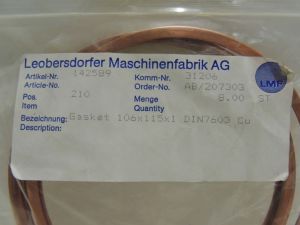 Leobersdorfer Maschinenfabrik AG
Artikel-Nr. 142589 Komm-Nr. 31206
Article-No. Order-No. AB/207303
LMF
Pos. 210 Menge 8.00 ST
Item Quantity
Bezeichnung: Gasket 106x115x1 DIN7603 Cu
Description: